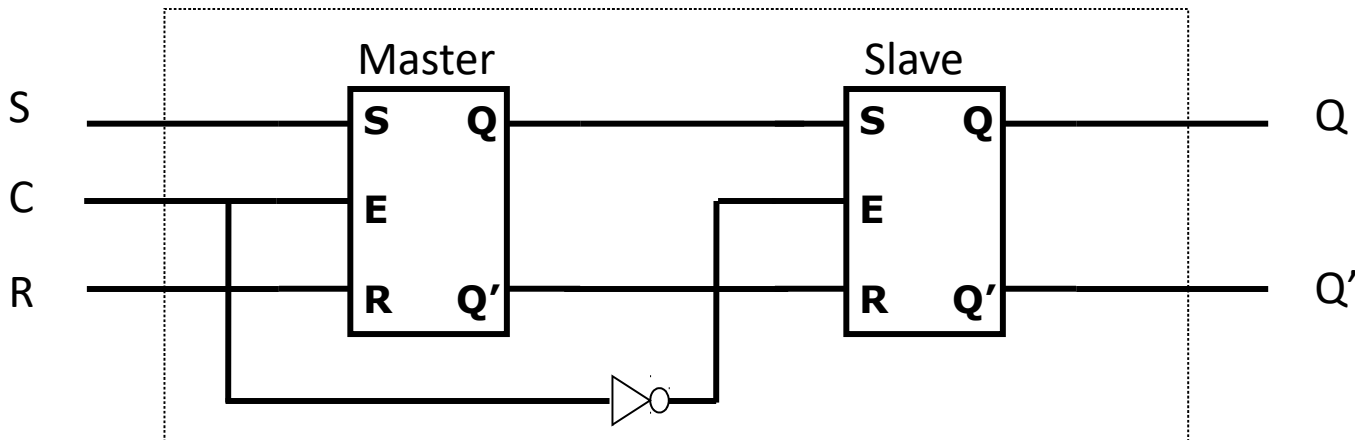 Master Slave
S S Q S Q Q
C E E
R R Q’ R Q’ Q’